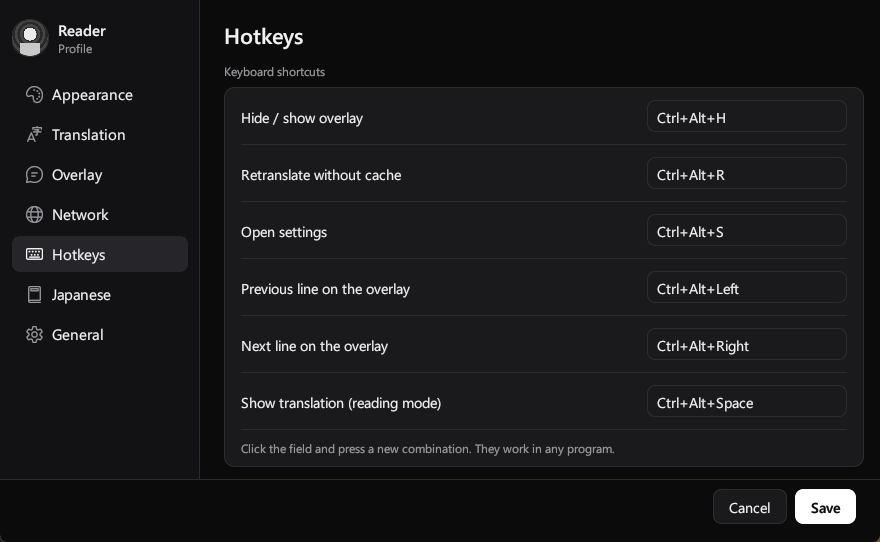 Reader
Profile
Appearance
Translation
Overlay
Network
Hotkeys
Japanese
General
Hotkeys
Keyboard shortcuts
Hide / show overlay
Ctrl+Alt+H
Retranslate without cache
Ctrl+Alt+R
Open settings
Ctrl+Alt+S
Previous line on the overlay
Ctrl+Alt+Left
Next line on the overlay
Ctrl+Alt+Right
Show translation (reading mode)
Ctrl+Alt+Space
Click the field and press a new combination. They work in any program.
Cancel
Save